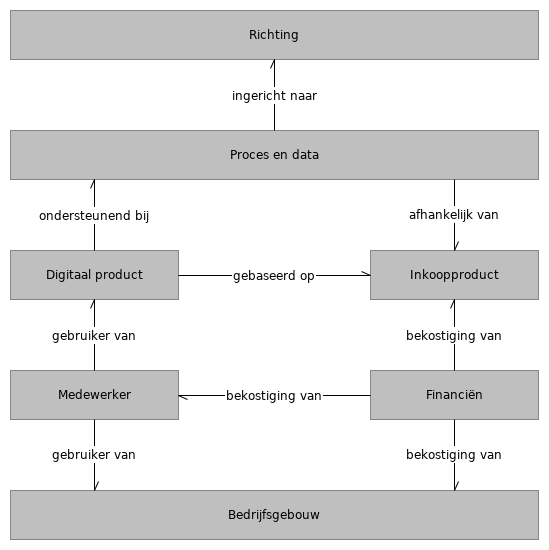 Richting
ingericht naar
Proces en data
ondersteunend bij
afhankelijk van
Digitaal product
gebaseerd op
Inkoopproduct
gebruiker van
bekostiging van
Medewerker
bekostiging van
Financiën
gebruiker van
bekostiging van
Bedrijfsgebouw